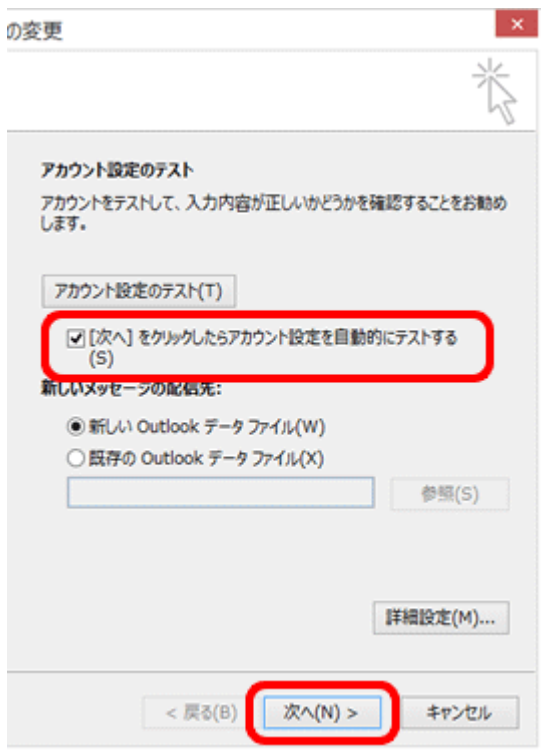 の変更
アカウント設定のテスト
アカウントをテストして、入力内容が正しいかどうかを確認することをお勧め
します。
アカウント設定のテスト(T)
[次へ] をクリックしたらアカウント設定を自動的にテストする
(S)
新しいメッセージの配信先:
新しい Outlook データ ファイル(W)
既存の Outlook データ ファイル(X)
参照(S)
詳細設定(M)...
< 戻る(B)
次へ(N) >
キャンセル